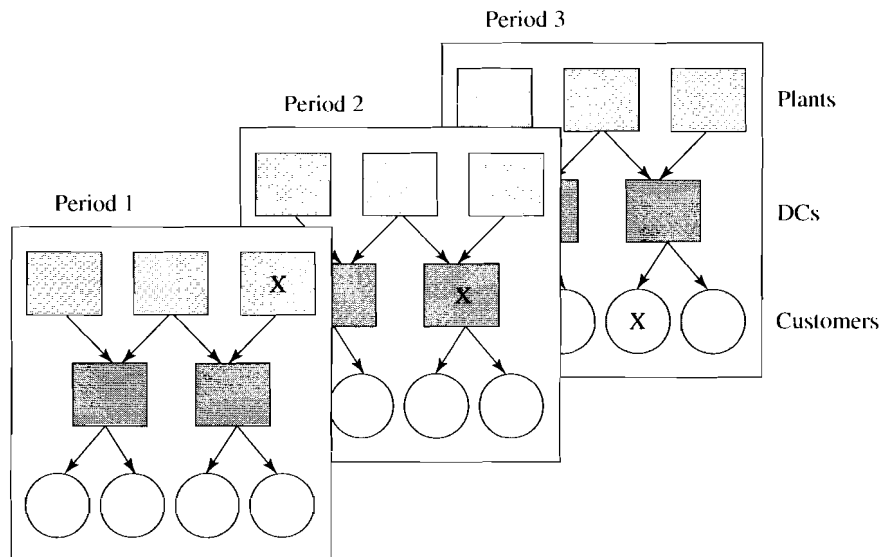 Period 3
Plants
Period 2
Period 1
DCs
X
X
X
Customers